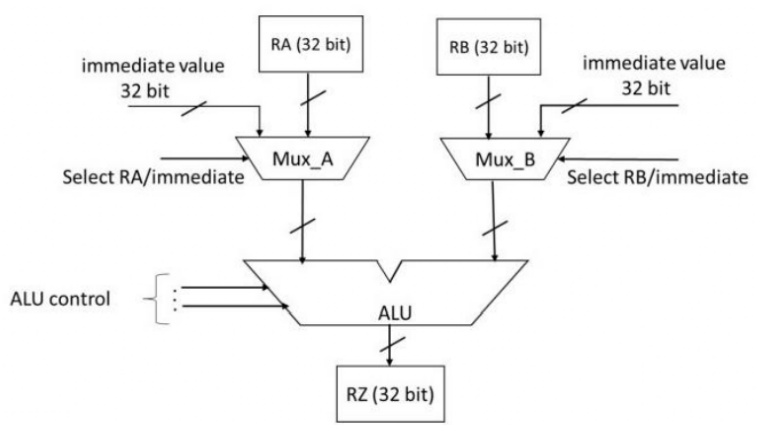 RA (32 bit)
RB (32 bit)
immediate value
32 bit
immediate value
32 bit
Mux_A
Mux_B
Select RA/immediate
Select RB/immediate
ALU control
ALU
RZ (32 bit)